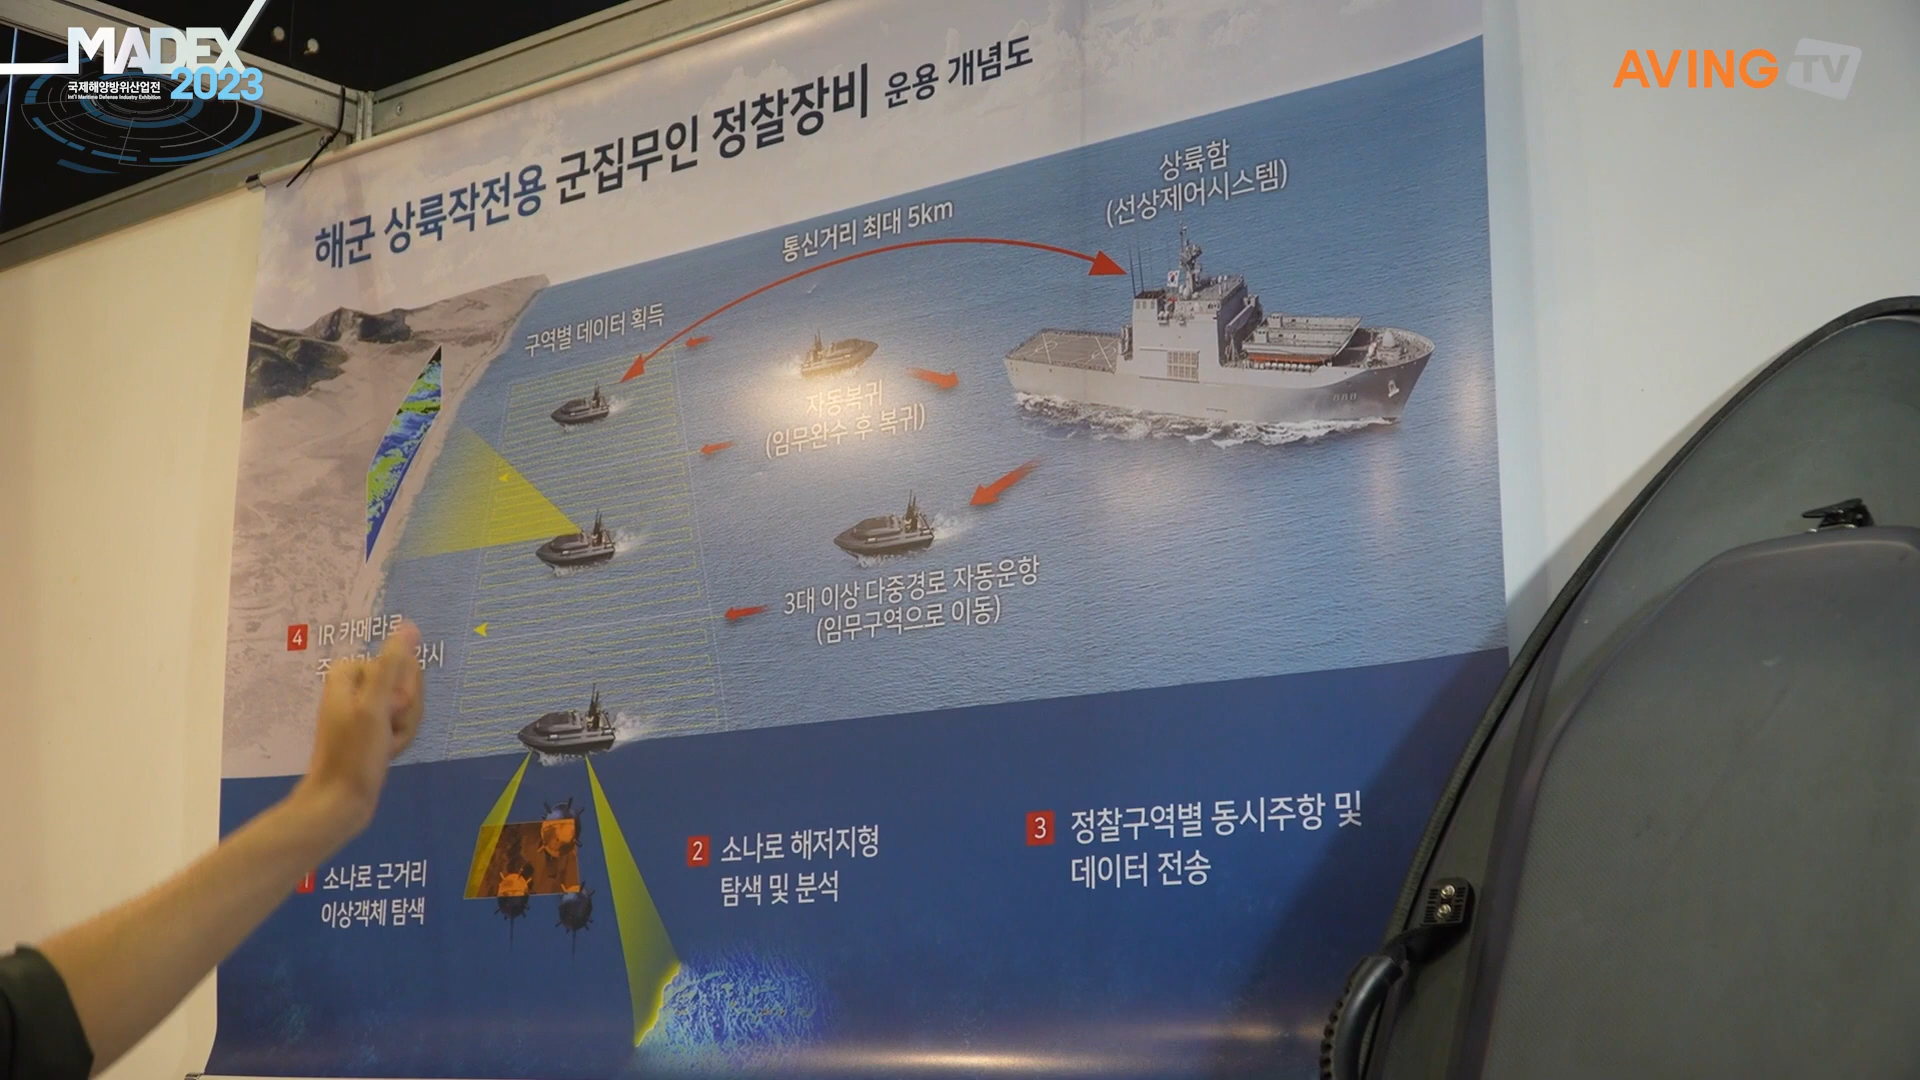 MADEX
2023
국제해양방위산업전
Int'l Maritime Defense Industry Exhibition
AVING TV
해군 상륙작전용 군집무인 정찰장비 운용 개념도
상륙함
(선상제어시스템)
통신거리 최대 5km
구역별 데이터 획득
자동복귀
(임무완수 후 복귀)
3대 이상 다중경로 자동운항
(임무구역으로 이동)
4 IR 카메라로
감시
1 소나로 근거리
이상객체 탐색
2 소나로 해저지형
탐색 및 분석
3 정찰구역별 동시주항 및
데이터 전송